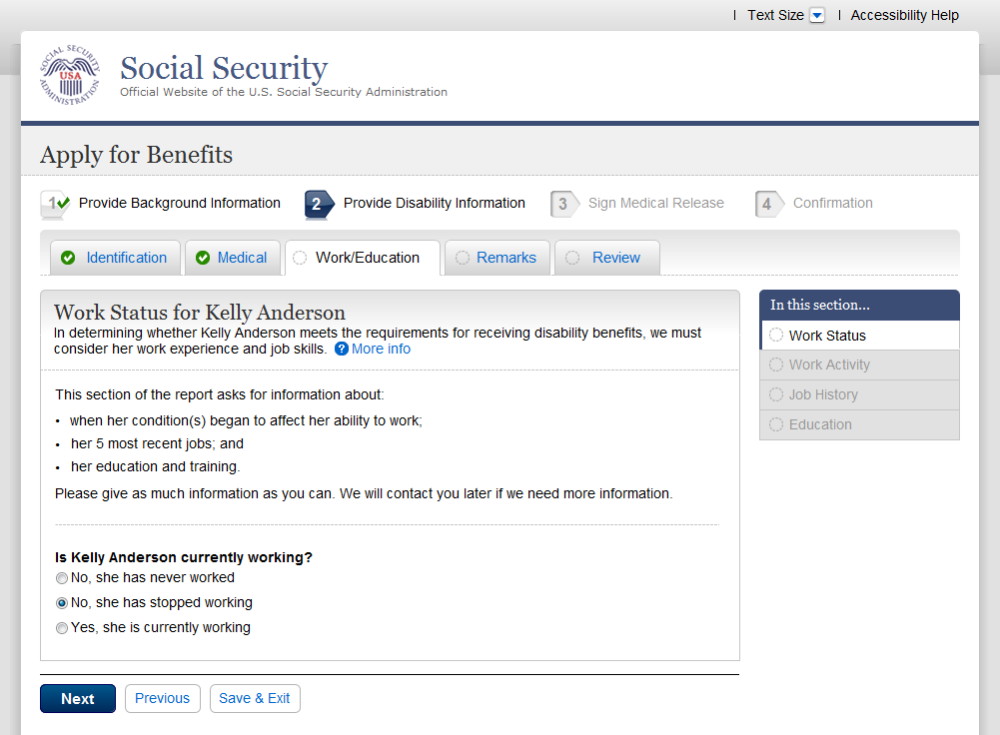 Text Size
Accessibility Help
SOCIAL SECURITY ADMINISTRATION
USA
Social Security
Official Website of the U.S. Social Security Administration
Apply for Benefits
1 Provide Background Information
2 Provide Disability Information
3 Sign Medical Release
4 Confirmation
Identification
Medical
Work/Education
Remarks
Review
Work Status for Kelly Anderson
In determining whether Kelly Anderson meets the requirements for receiving disability benefits, we must
consider her work experience and job skills. ? More info
This section of the report asks for information about:
• when her condition(s) began to affect her ability to work;
• her 5 most recent jobs; and
• her education and training.
Please give as much information as you can. We will contact you later if we need more information.
Is Kelly Anderson currently working?
No, she has never worked
No, she has stopped working
Yes, she is currently working
Next
Previous
Save & Exit
In this section...
Work Status
Work Activity
Job History
Education